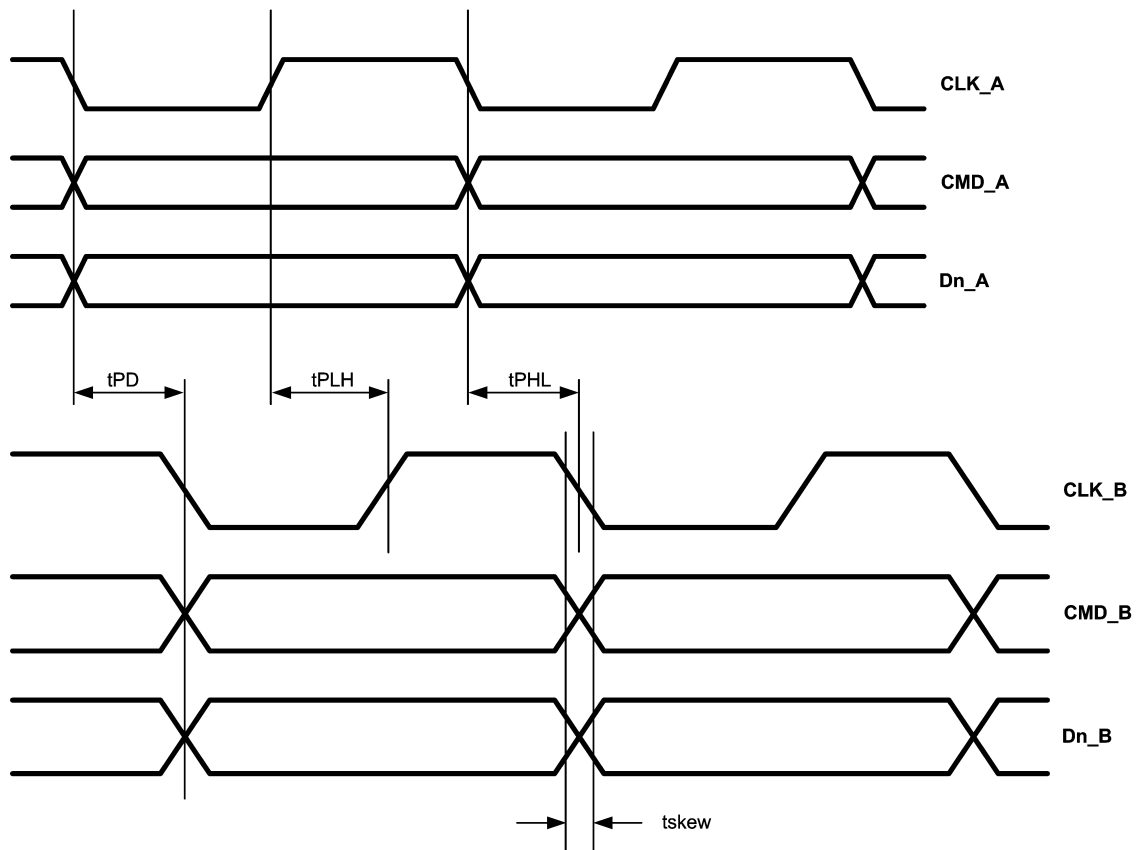 CLK_A
CMD_A
Dn_A
tPD
tPLH
tPHL
CLK_B
CMD_B
Dn_B
tskew